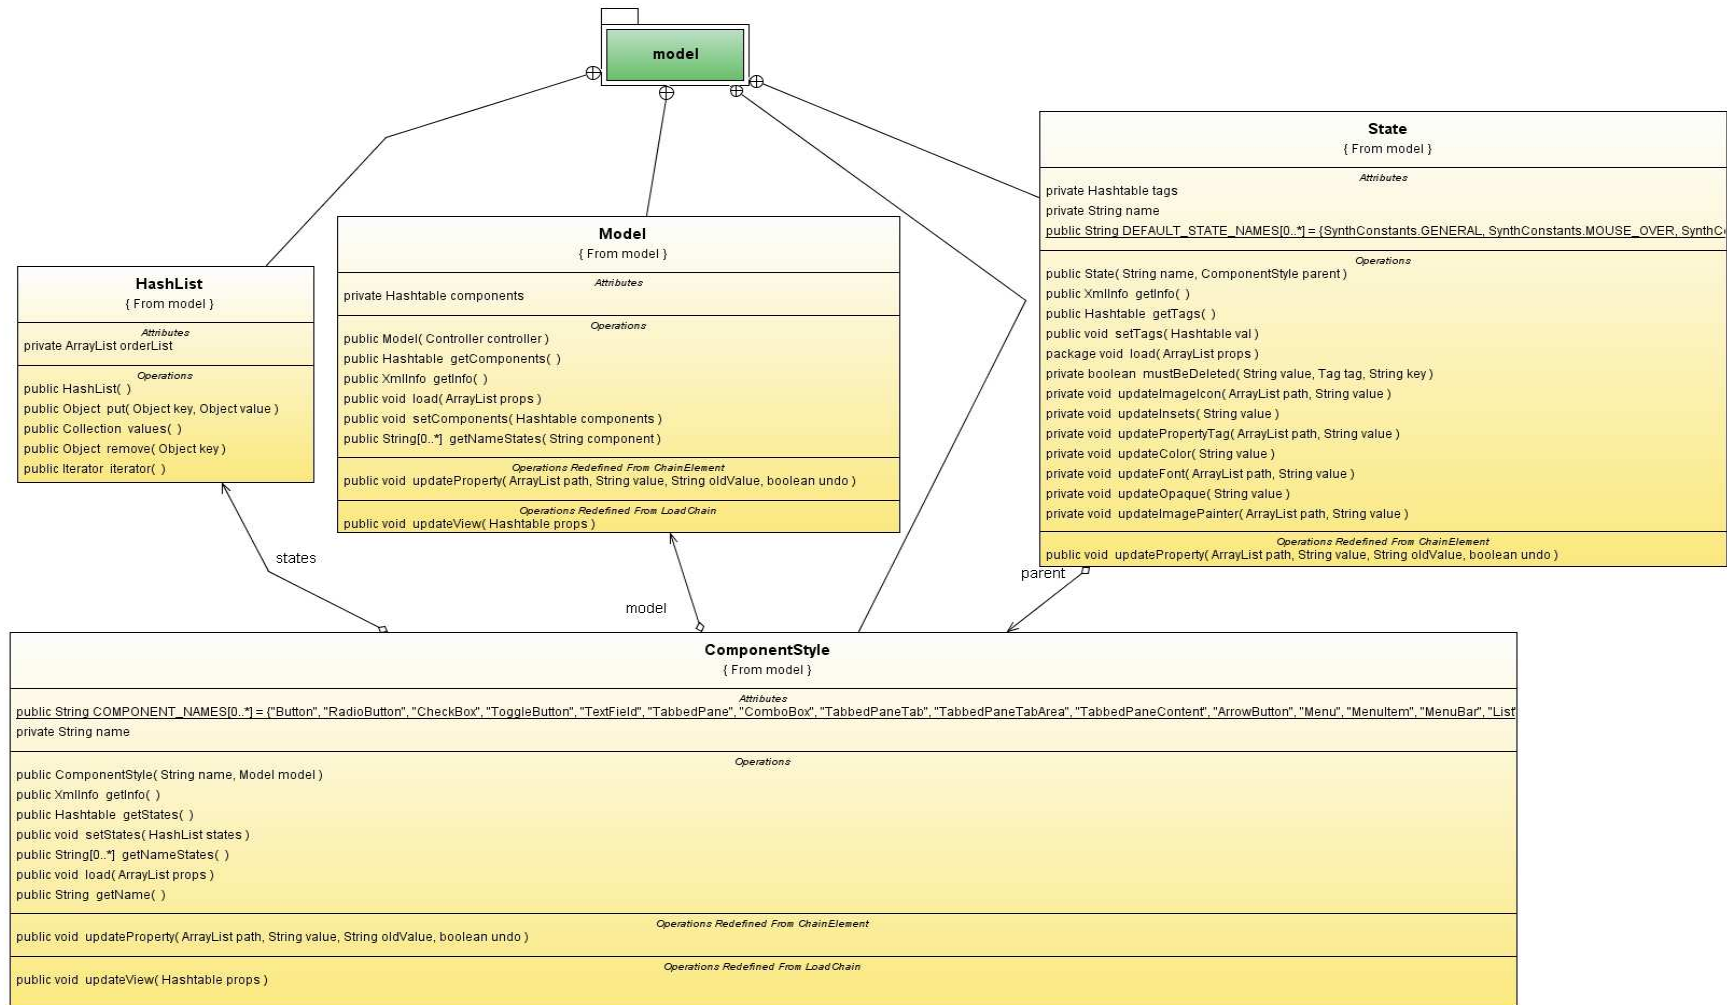 model
State
{ From model }
Attributes
private Hashtable tags
private String name
public String DEFAULT_STATE_NAMES[0..*] = {SynthConstants.GENERAL, SynthConstants.MOUSE_OVER,
Operations
public State( String name, ComponentStyle parent )
public XmlInfo getInfo( )
public Hashtable getTags( )
public void setTags( Hashtable val )
package void load( ArrayList props )
private boolean mustBeDeleted( String value, Tag tag, String key )
private void updateImageIcon( ArrayList path, String value )
private void updateInsets( String value )
private void updatePropertyTag( ArrayList path, String value )
private void updateColor( String value )
private void updateFont( ArrayList path, String value )
private void updateOpaque( String value )
private void updateImagePainter( ArrayList path, String value )
Operations Redefined From ChainElement
public void updateProperty( ArrayList path, String value, String oldValue, boolean undo )
Model
{ From model }
Attributes
private Hashtable components
Operations
public Model( Controller controller )
public Hashtable getComponents( )
public XmlInfo getInfo( )
public void load( ArrayList props )
public void setComponents( Hashtable components )
public String[0..*] getNameStates( String component )
Operations Redefined From ChainElement
public void updateProperty( ArrayList path, String value, String oldValue, boolean undo )
Operations Redefined From LoadChain
public void updateView( Hashtable props )
HashList
{ From model }
Attributes
private ArrayList orderList
Operations
public HashList( )
public Object put( Object key, Object value )
public Collection values( )
public Object remove( Object key )
public Iterator iterator( )
states
model
parent
ComponentStyle
{ From model }
Attributes
public String COMPONENT_NAMES[0..*] = {"Button", "RadioButton", "CheckBox", "ToggleButton", "TextField", "TabbedPane", "ComboBox", "TabbedPaneTab", "TabbedPaneTabArea", "TabbedPaneContent", "ArrowButton", "Menu", "MenuItem", "MenuBar", "List"
private String name
Operations
public ComponentStyle( String name, Model model )
public XmlInfo getInfo( )
public Hashtable getStates( )
public void setStates( HashList states )
public String[0..*] getNameStates( )
public void load( ArrayList props )
public String getName( )
Operations Redefined From ChainElement
public void updateProperty( ArrayList path, String value, String oldValue, boolean undo )
Operations Redefined From LoadChain
public void updateView( Hashtable props )